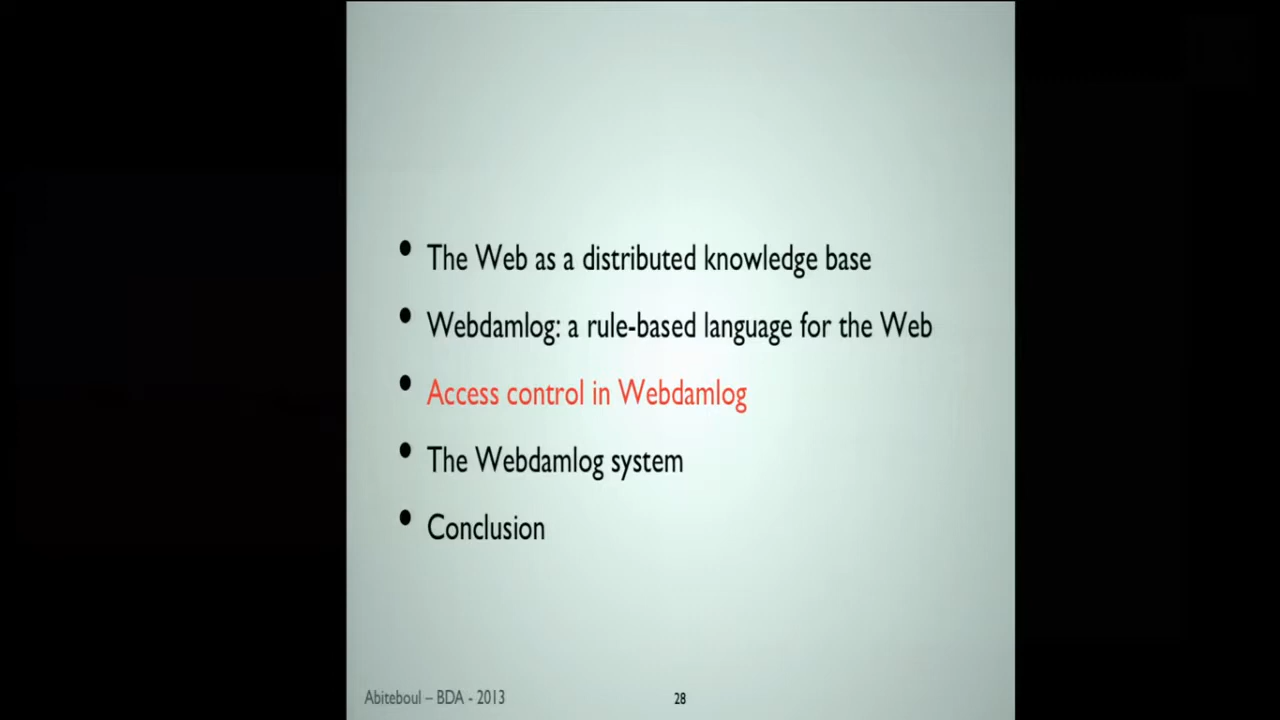 • The Web as a distributed knowledge base
• Webdamlog: a rule-based language for the Web
• Access control in Webdamlog
• The Webdamlog system
• Conclusion
Abiteboul – BDA - 2013
28